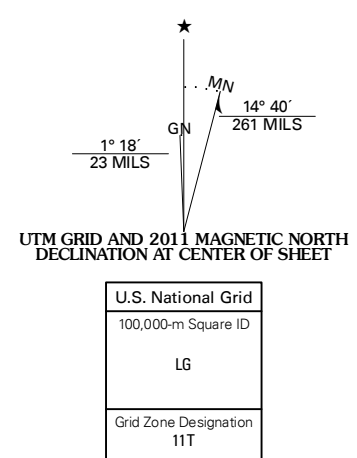 ★
MN
GN
14° 40´
261 MILS
1° 18´
23 MILS
UTM GRID AND 2011 MAGNETIC NORTH
DECLINATION AT CENTER OF SHEET
U.S. National Grid
100,000-m Square ID
LG
Grid Zone Designation
11T